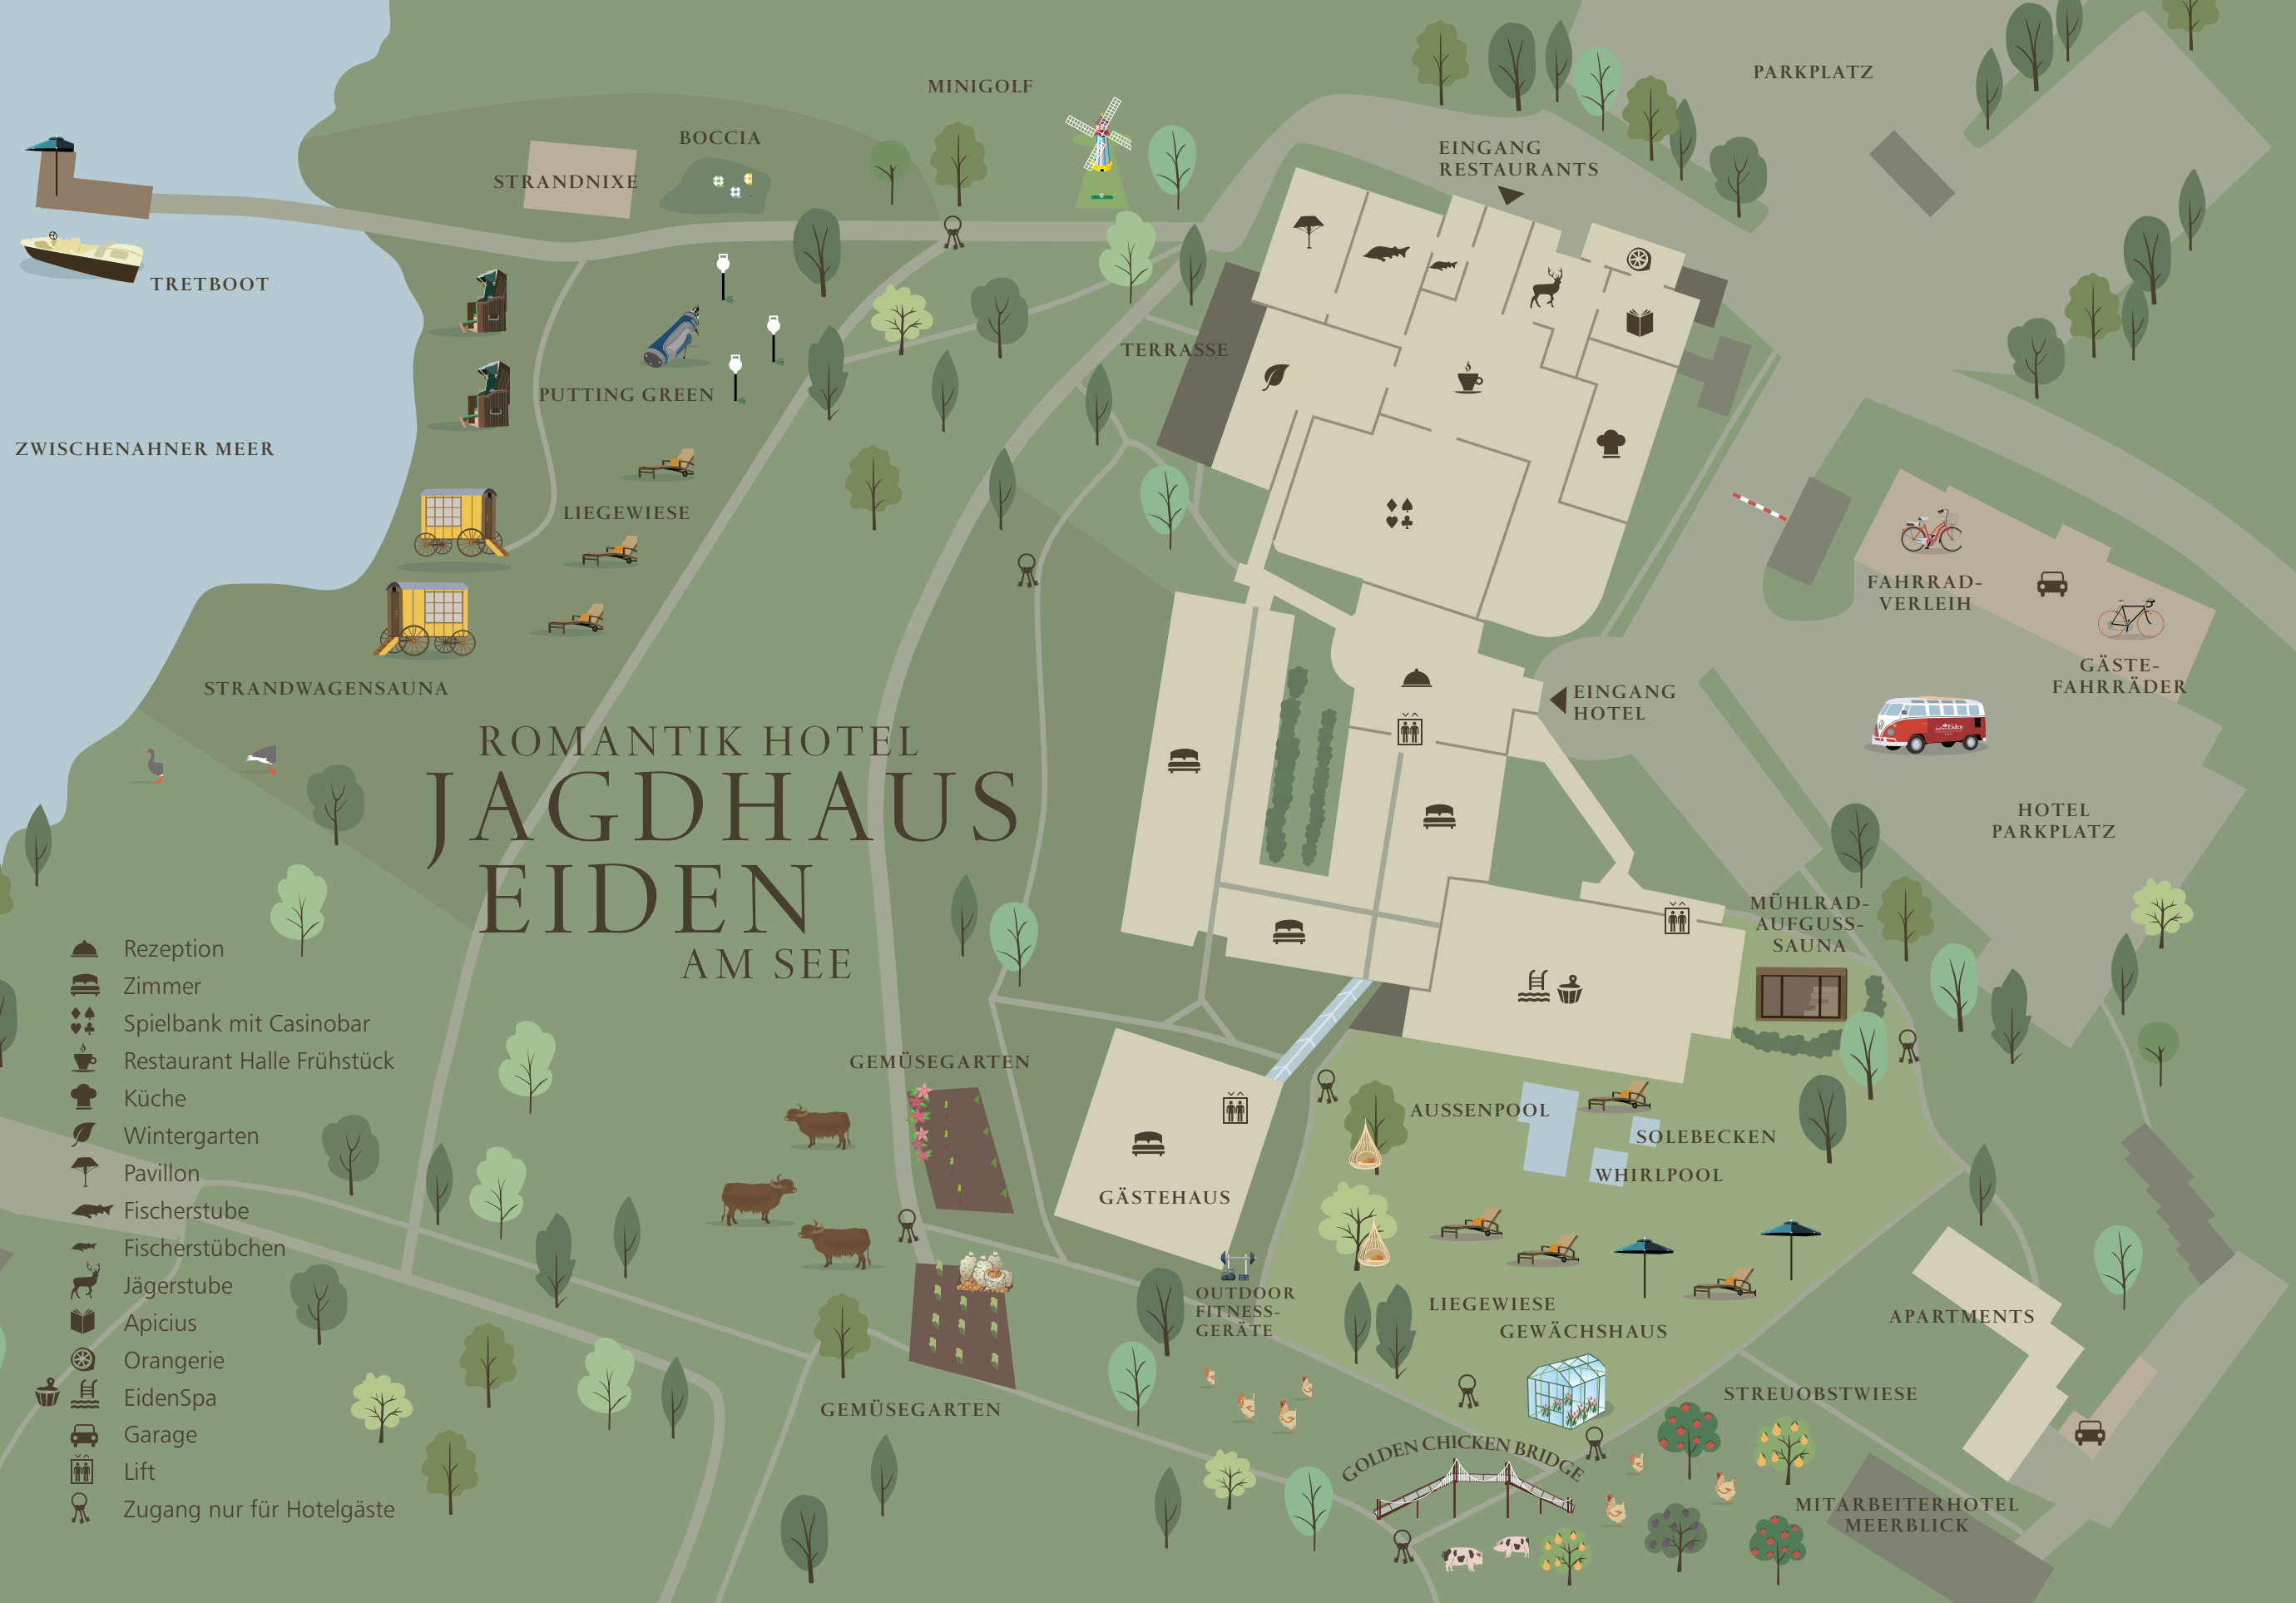 PARKPLATZ
MINIGOLF
BOCCIA
EINGANG
RESTAURANTS
STRANDNIXE
TRETBOOT
TERRASSE
PUTTING GREEN
ZWISCHENAHNER MEER
LIEGEWIESE
FAHRRAD-
VERLEIH
GÄSTE-
FAHRRÄDER
STRANDWAGENSAUNA
EINGANG
HOTEL
Eiden
ROMANTIK HOTEL
JAGDHAUS
EIDEN
AM SEE
HOTEL
PARKPLATZ
MÜHLRAD-
AUFGUSS-
SAUNA
Rezeption
Zimmer
Spielbank mit Casinobar
Restaurant Halle Frühstück
Küche
Wintergarten
Pavillon
Fischerstube
Fischerstübchen
Jägerstube
Apicius
Orangerie
EidenSpa
Garage
Lift
Zugang nur für Hotelgäste
GEMÜSEGARTEN
AUSSENPOOL
SOLEBECKEN
WHIRLPOOL
GÄSTEHAUS
OUTDOOR
FITNESS-
GERÄTE
LIEGEWIESE
GEWÄCHSHAUS
APARTMENTS
STREUOBSTWIESE
GEMÜSEGARTEN
GOLDEN CHICKEN BRIDGE
MITARBEITERHOTEL
MEERBLICK